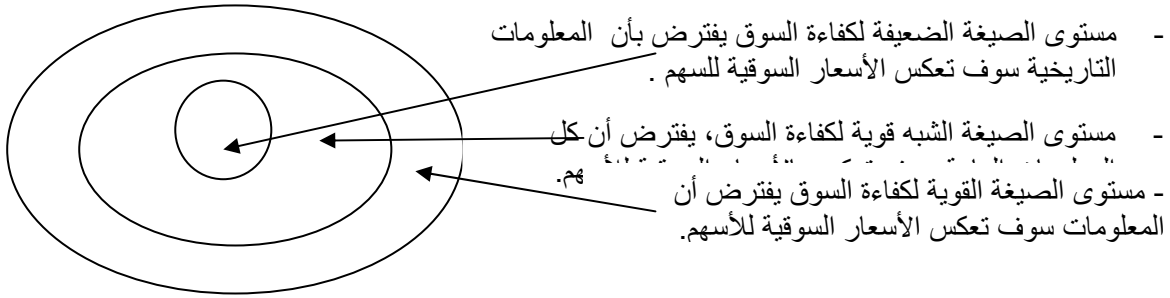 - مستوى الصيغة الضعيفة لكفاءة السوق يفترض بأن المعلومات
التاريخية سوف تعكس الأسعار السوقية للسهم .
- مستوى الصيغة الشبه قوية لكفاءة السوق، يفترض أن كل
هم.
- مستوى الصيغة القوية لكفاءة السوق يفترض أن
المعلومات سوف تعكس الأسعار السوقية للأسهم.